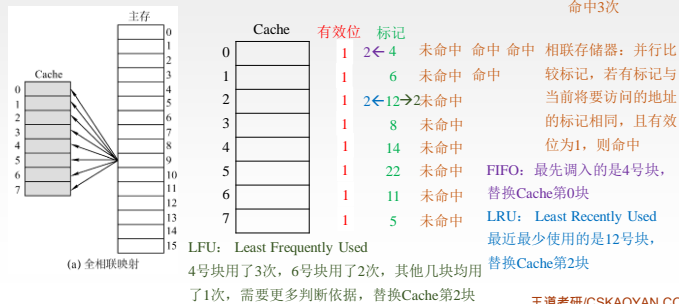 命中3次
主存
0
1
2
3
4
5
6
7
8
9
10
11
12
13
14
15
Cache
0
1
2
3
4
5
6
7
(a) 全相联映射
Cache 有效位 标记
0 1 2← 4 未命中 命中 命中
1 1 6 未命中 命中
2 1 2←12→2未命中
3 1 8 未命中
4 1 14 未命中
5 1 22 未命中
6 1 11 未命中
7 1 5 未命中
相联存储器：并行比
较标记，若有标记与
当前将要访问的地址
的标记相同，且有效
位为1，则命中
FIFO：最先调入的是4号块，
替换Cache第0块
LRU： Least Recently Used
最近最少使用的是12号块，
替换Cache第2块
LFU： Least Frequently Used
4号块用了3次，6号块用了2次，其他几块均用
了1次，需要更多判断依据，替换Cache第2块
王道考研/CSKAOYAN.CO